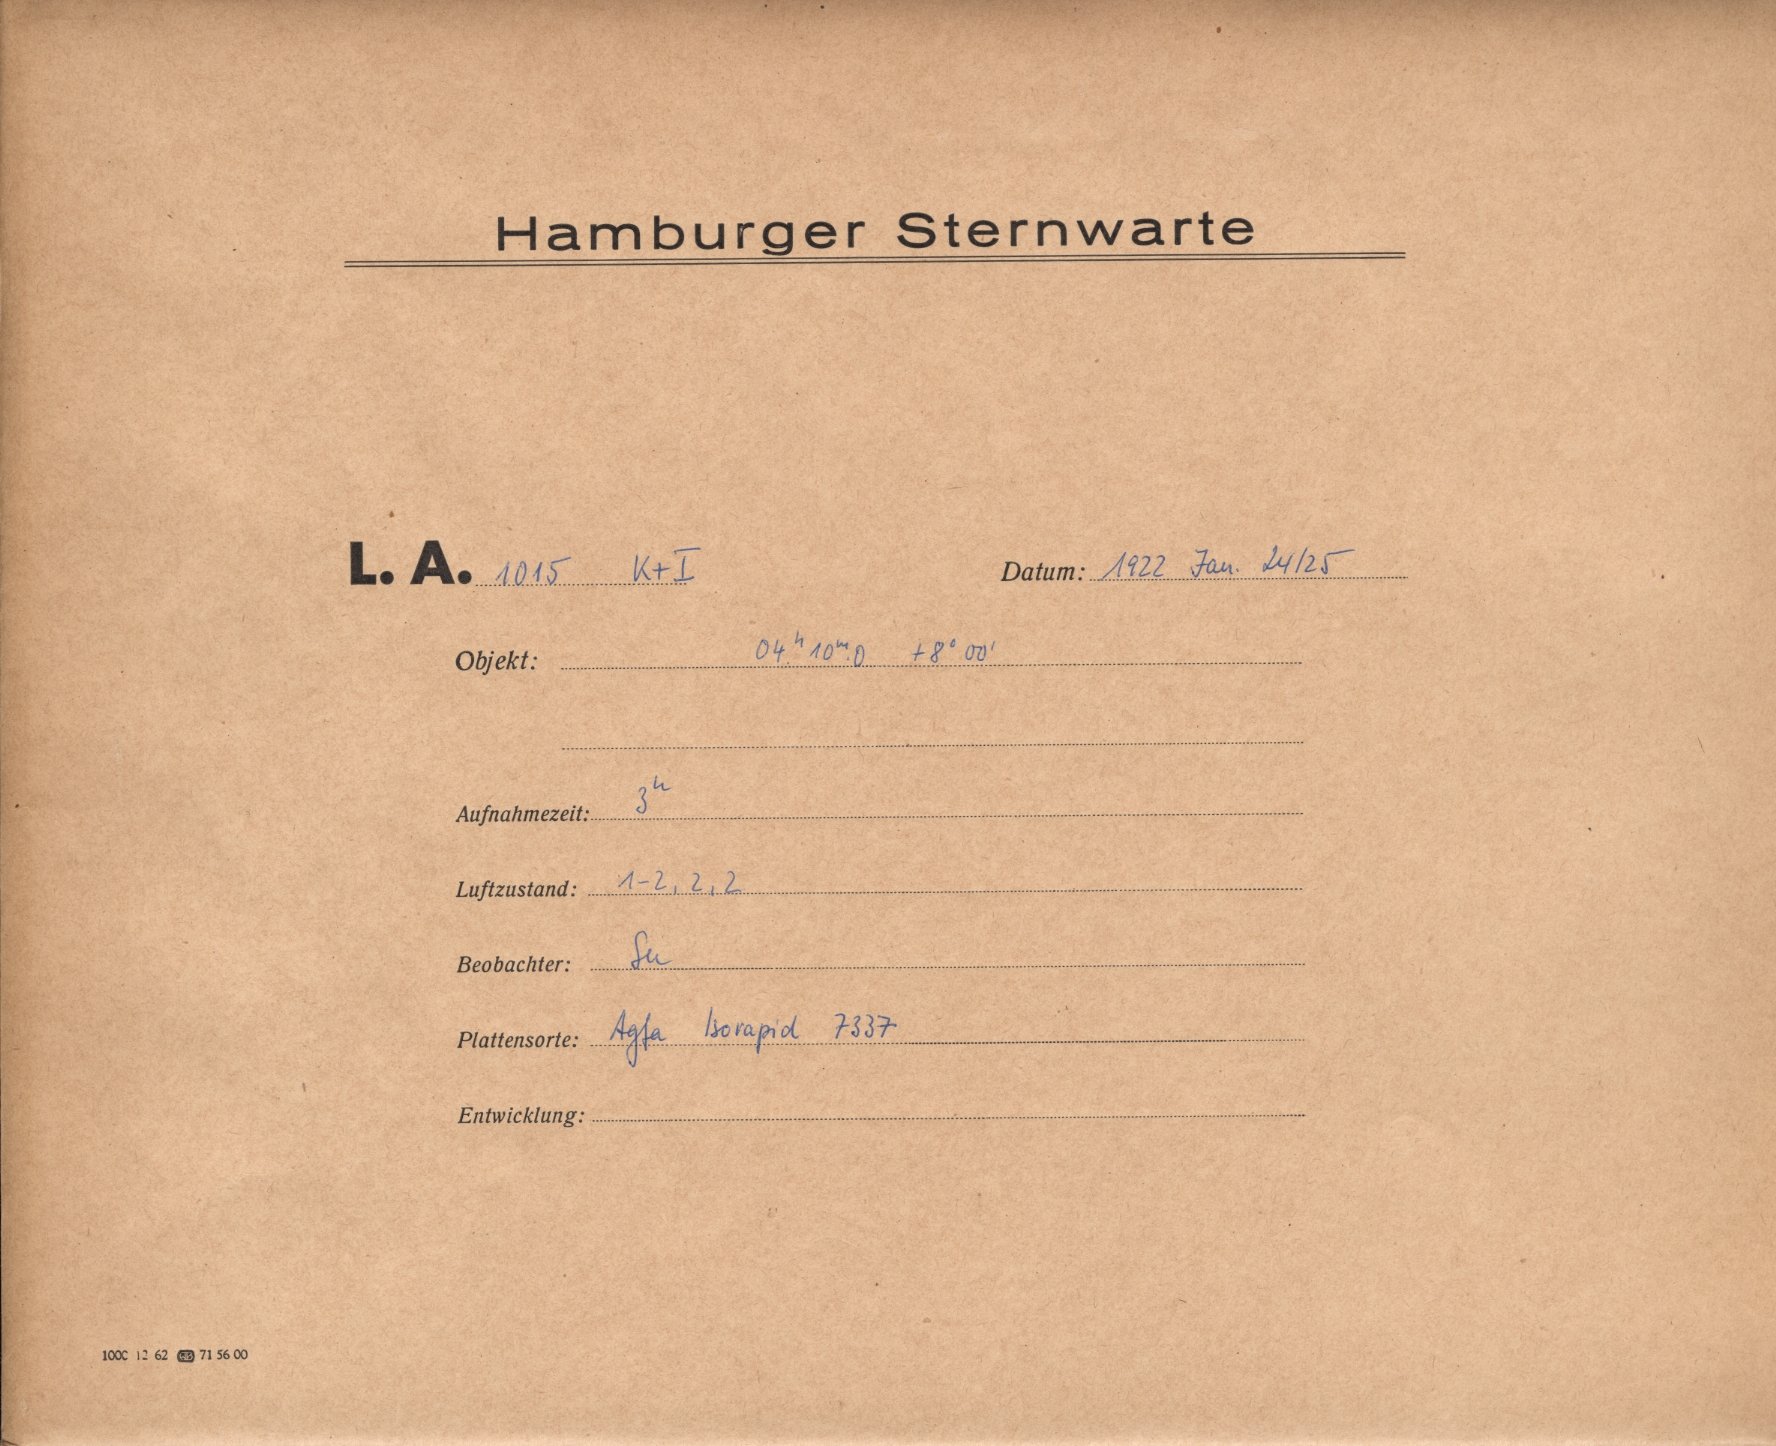 Hamburger Sternwarte
L. A. 1015 K+I Datum: 1922 Jan. 24/25
Objekt: 04ʰ 10ᵐ.0 +8° 00'
Aufnahmezeit: 3ʰ
Luftzustand: 1-2, 2, 2
Beobachter:
Plattensorte: Agfa Isorapid 7337
Entwicklung:
1000 12 62 71 56 00